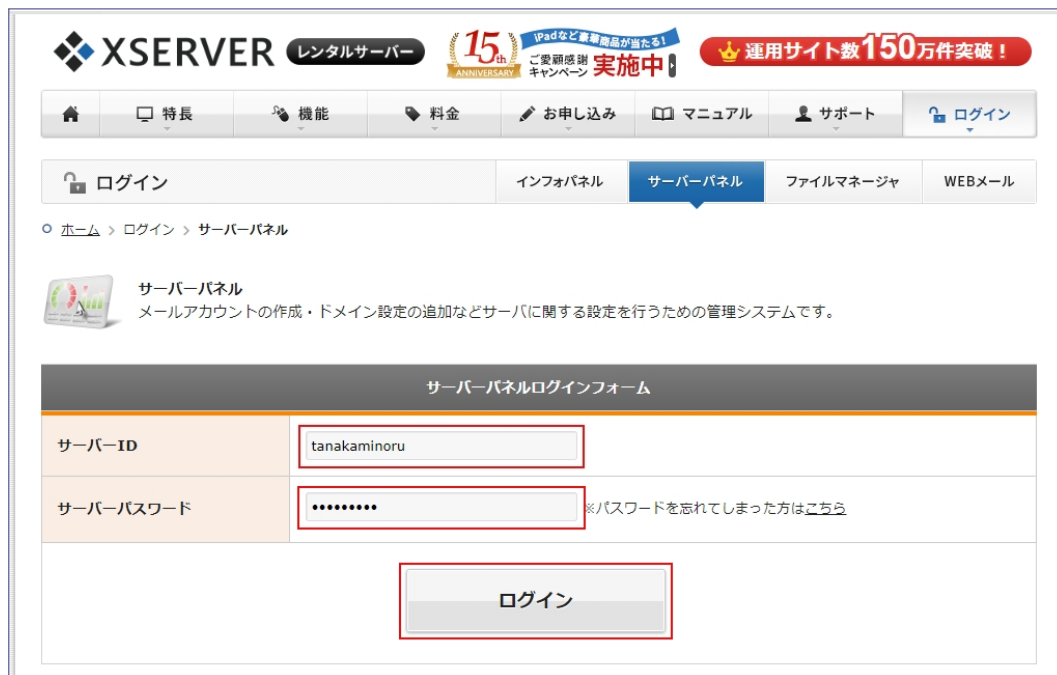 XSERVER レンタルサーバー
15th ANNIVERSARY
iPadなど豪華商品が当たる!
ご愛顧感謝
キャンペーン 実施中
運用サイト数150万件突破!
特長 機能 料金 お申し込み マニュアル サポート ログイン
ログイン インフォパネル サーバーパネル ファイルマネージャ WEBメール
ホーム > ログイン > サーバーパネル
サーバーパネル
メールアカウントの作成・ドメイン設定の追加などサーバに関する設定を行うための管理システムです。
サーバーパネルログインフォーム
サーバーID tanakaminoru
サーバーパスワード ••••••••• ※パスワードを忘れてしまった方はこちら
ログイン